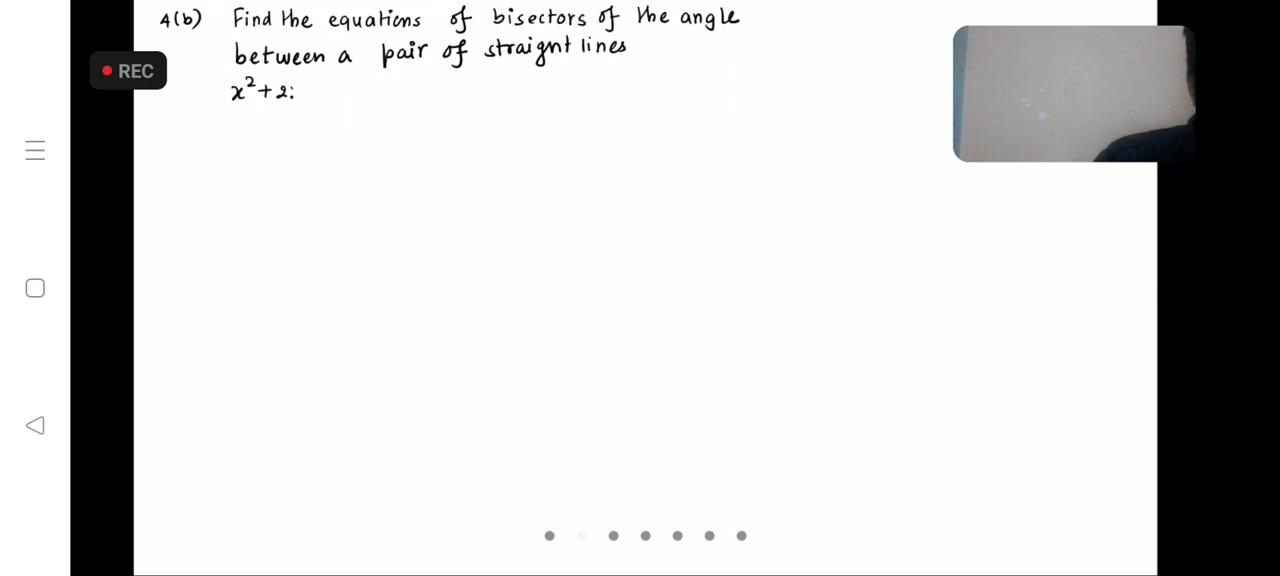 4(b) Find the equations of bisectors of the angle
between a pair of straight lines
REC
x²+2: